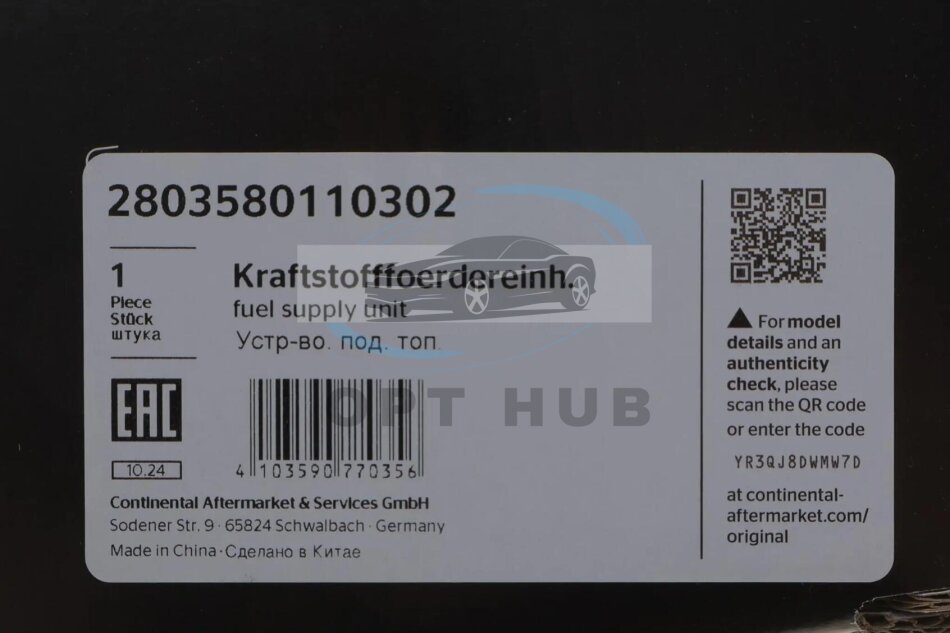 2803580110302
1
Piece
Stück
штука
Kraftstofffoerdereinh.
fuel supply unit
Устр-во. под. топ.
EAC
10.24
4 103590 770356
OPT HUB
Continental Aftermarket & Services GmbH
Sodener Str. 9 · 65824 Schwalbach · Germany
Made in China · Сделано в Китае
For model
details and an
authenticity
check, please
scan the QR code
or enter the code
YR3QJ8DWMW7D
at continental-
aftermarket.com/
original